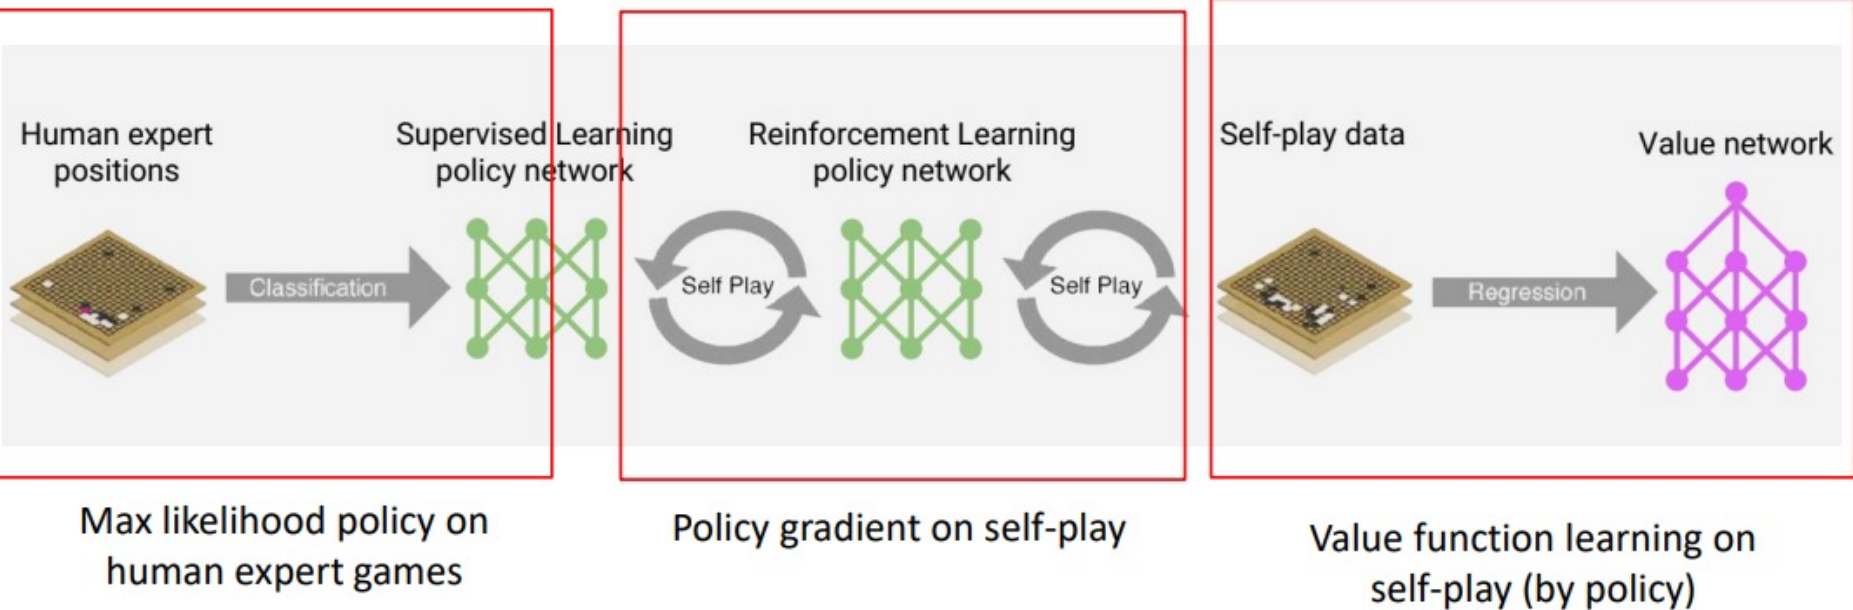 Human expert
positions
Classification
Supervised Learning
policy network
Self Play
Reinforcement Learning
policy network
Self Play
Self-play data
Regression
Value network
Max likelihood policy on
human expert games
Policy gradient on self-play
Value function learning on
self-play (by policy)